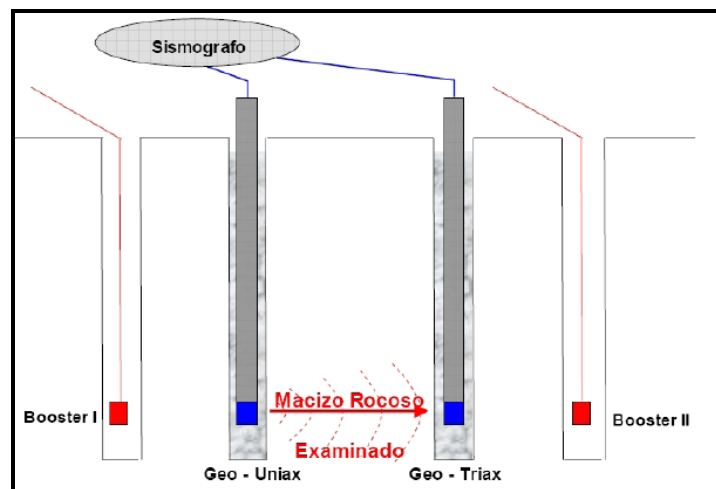 Sismografo
Macizo Rocoso
Booster I
Booster II
Examinado
Geo - Uniax
Geo - Triax